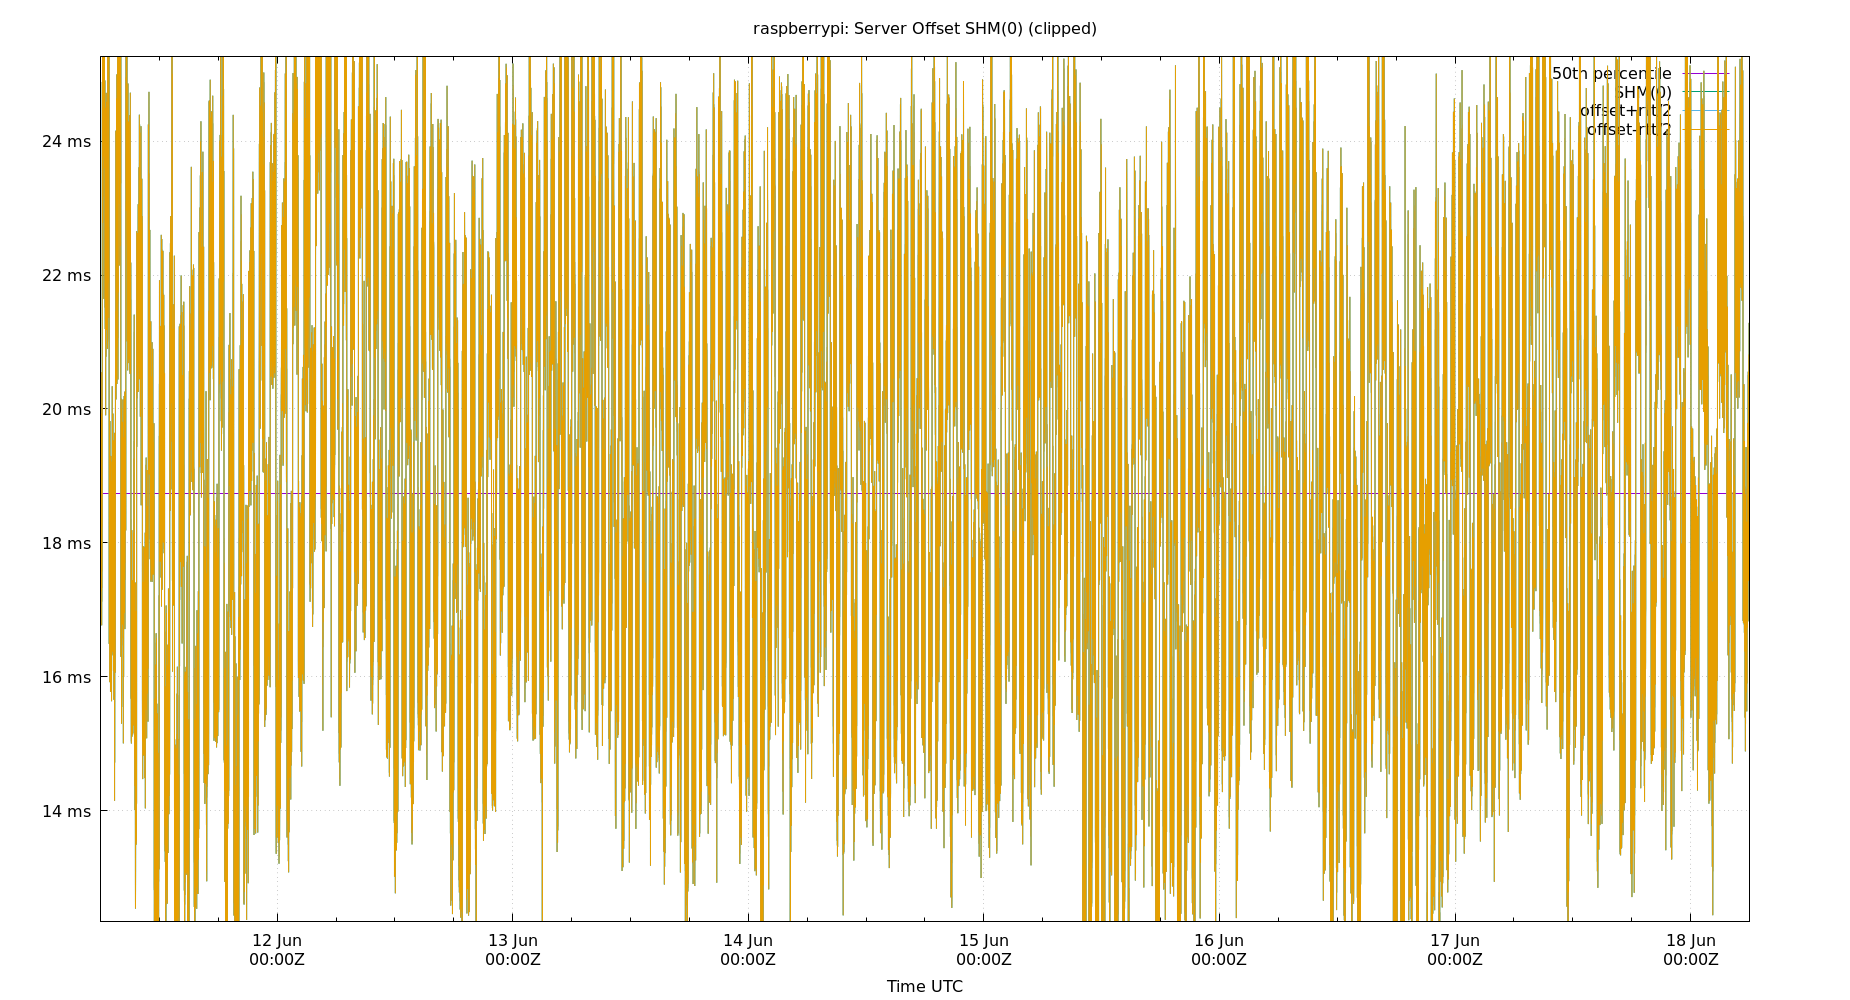 raspberrypi: Server Offset SHM(0) (clipped)
50th percentile
SHM(0)
offset+rtt/2
offset-rtt/2
24 ms
22 ms
20 ms
18 ms
16 ms
14 ms
12 Jun
00:00Z
13 Jun
00:00Z
14 Jun
00:00Z
15 Jun
00:00Z
16 Jun
00:00Z
17 Jun
00:00Z
18 Jun
00:00Z
Time UTC